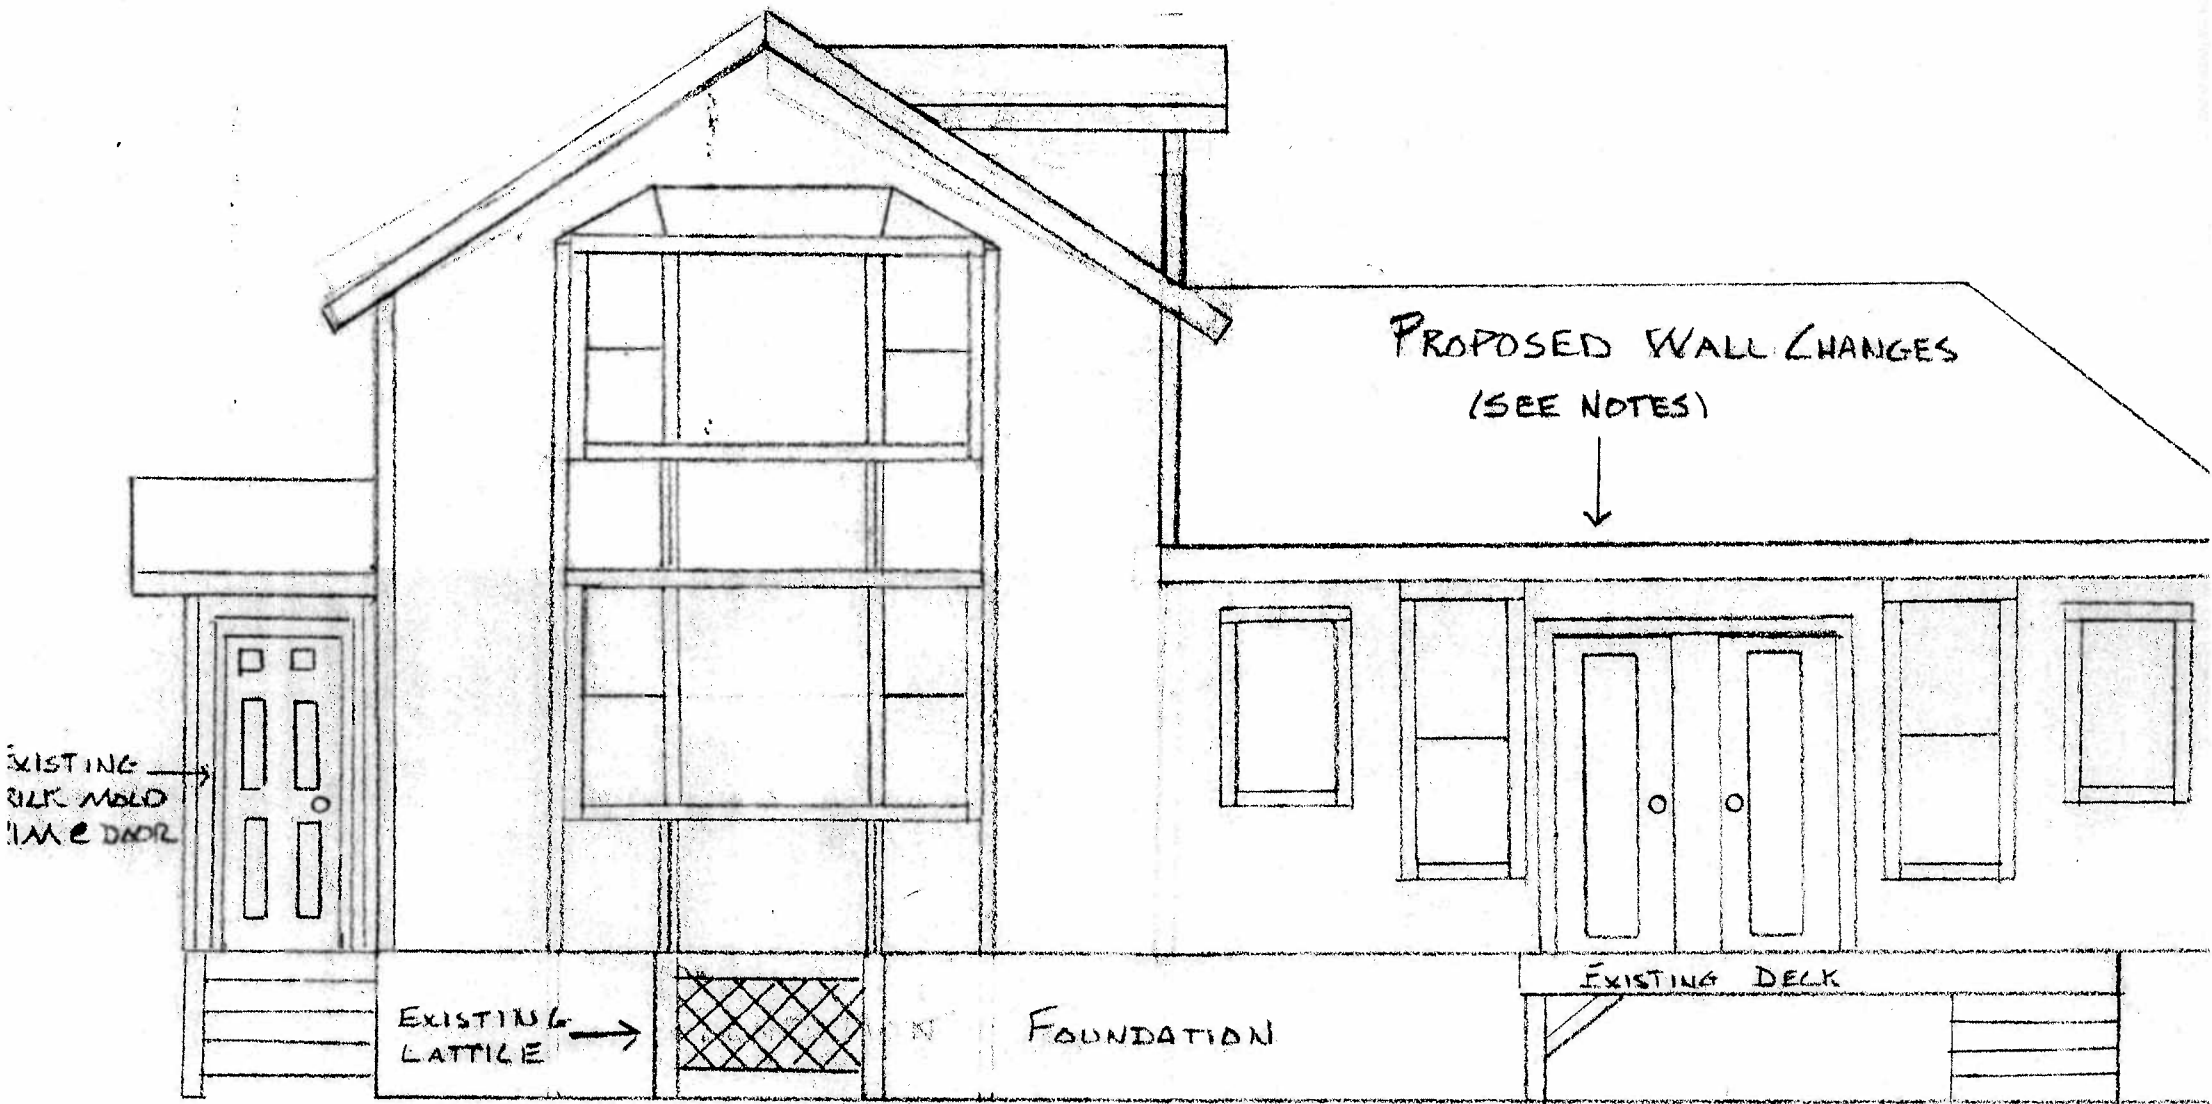 PROPOSED WALL CHANGES
(SEE NOTES)
EXISTING
DOOR
EXISTING DECK
EXISTING
LATTICE
FOUNDATION